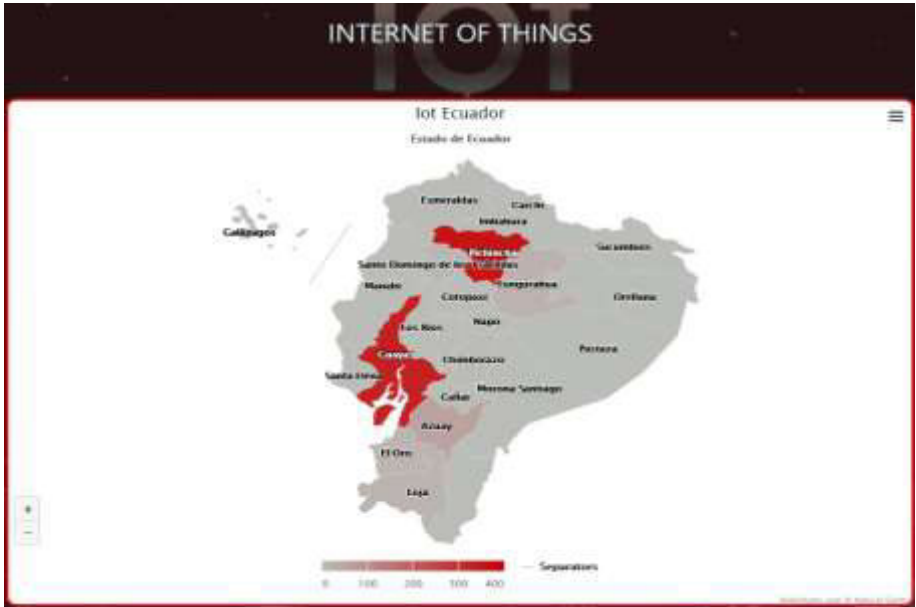 INTERNET OF THINGS
IOT
Iot Ecuador
Estado de Ecuador
Esmeraldas
Carchi
Imbabura
Galápagos
Pichincha
Sucumbíos
Santo Domingo de los
Manabí
Tungurahua
Cotopaxi
Orellana
Los Ríos
Napo
Guayas
Pastaza
Chimborazo
Santa Elena
Morona Santiago
Cañar
Azuay
El Oro
Loja
+
−
0 100 200 300 400
Separators